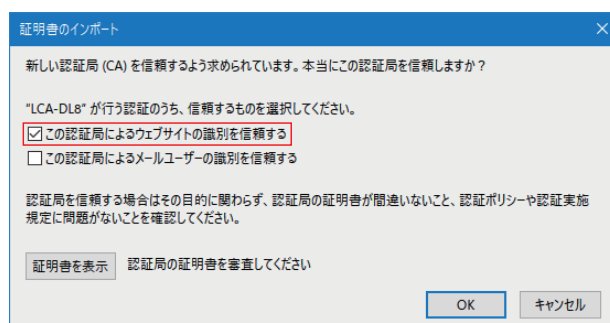 証明書のインポート
新しい認証局 (CA) を信頼するよう求められています。本当にこの認証局を信頼しますか？
“LCA-DL8” が行う認証のうち、信頼するものを選択してください。
この認証局によるウェブサイトの識別を信頼する
この認証局によるメールユーザーの識別を信頼する
認証局を信頼する場合はその目的に関わらず、認証局の証明書が間違いないこと、認証ポリシーや認証実施
規定に問題がないことを確認してください。
証明書を表示 認証局の証明書を審査してください
OK キャンセル